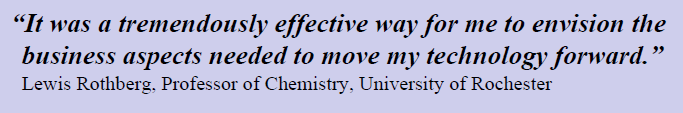 “It was a tremendously effective way for me to envision the
business aspects needed to move my technology forward.”
Lewis Rothberg, Professor of Chemistry, University of Rochester